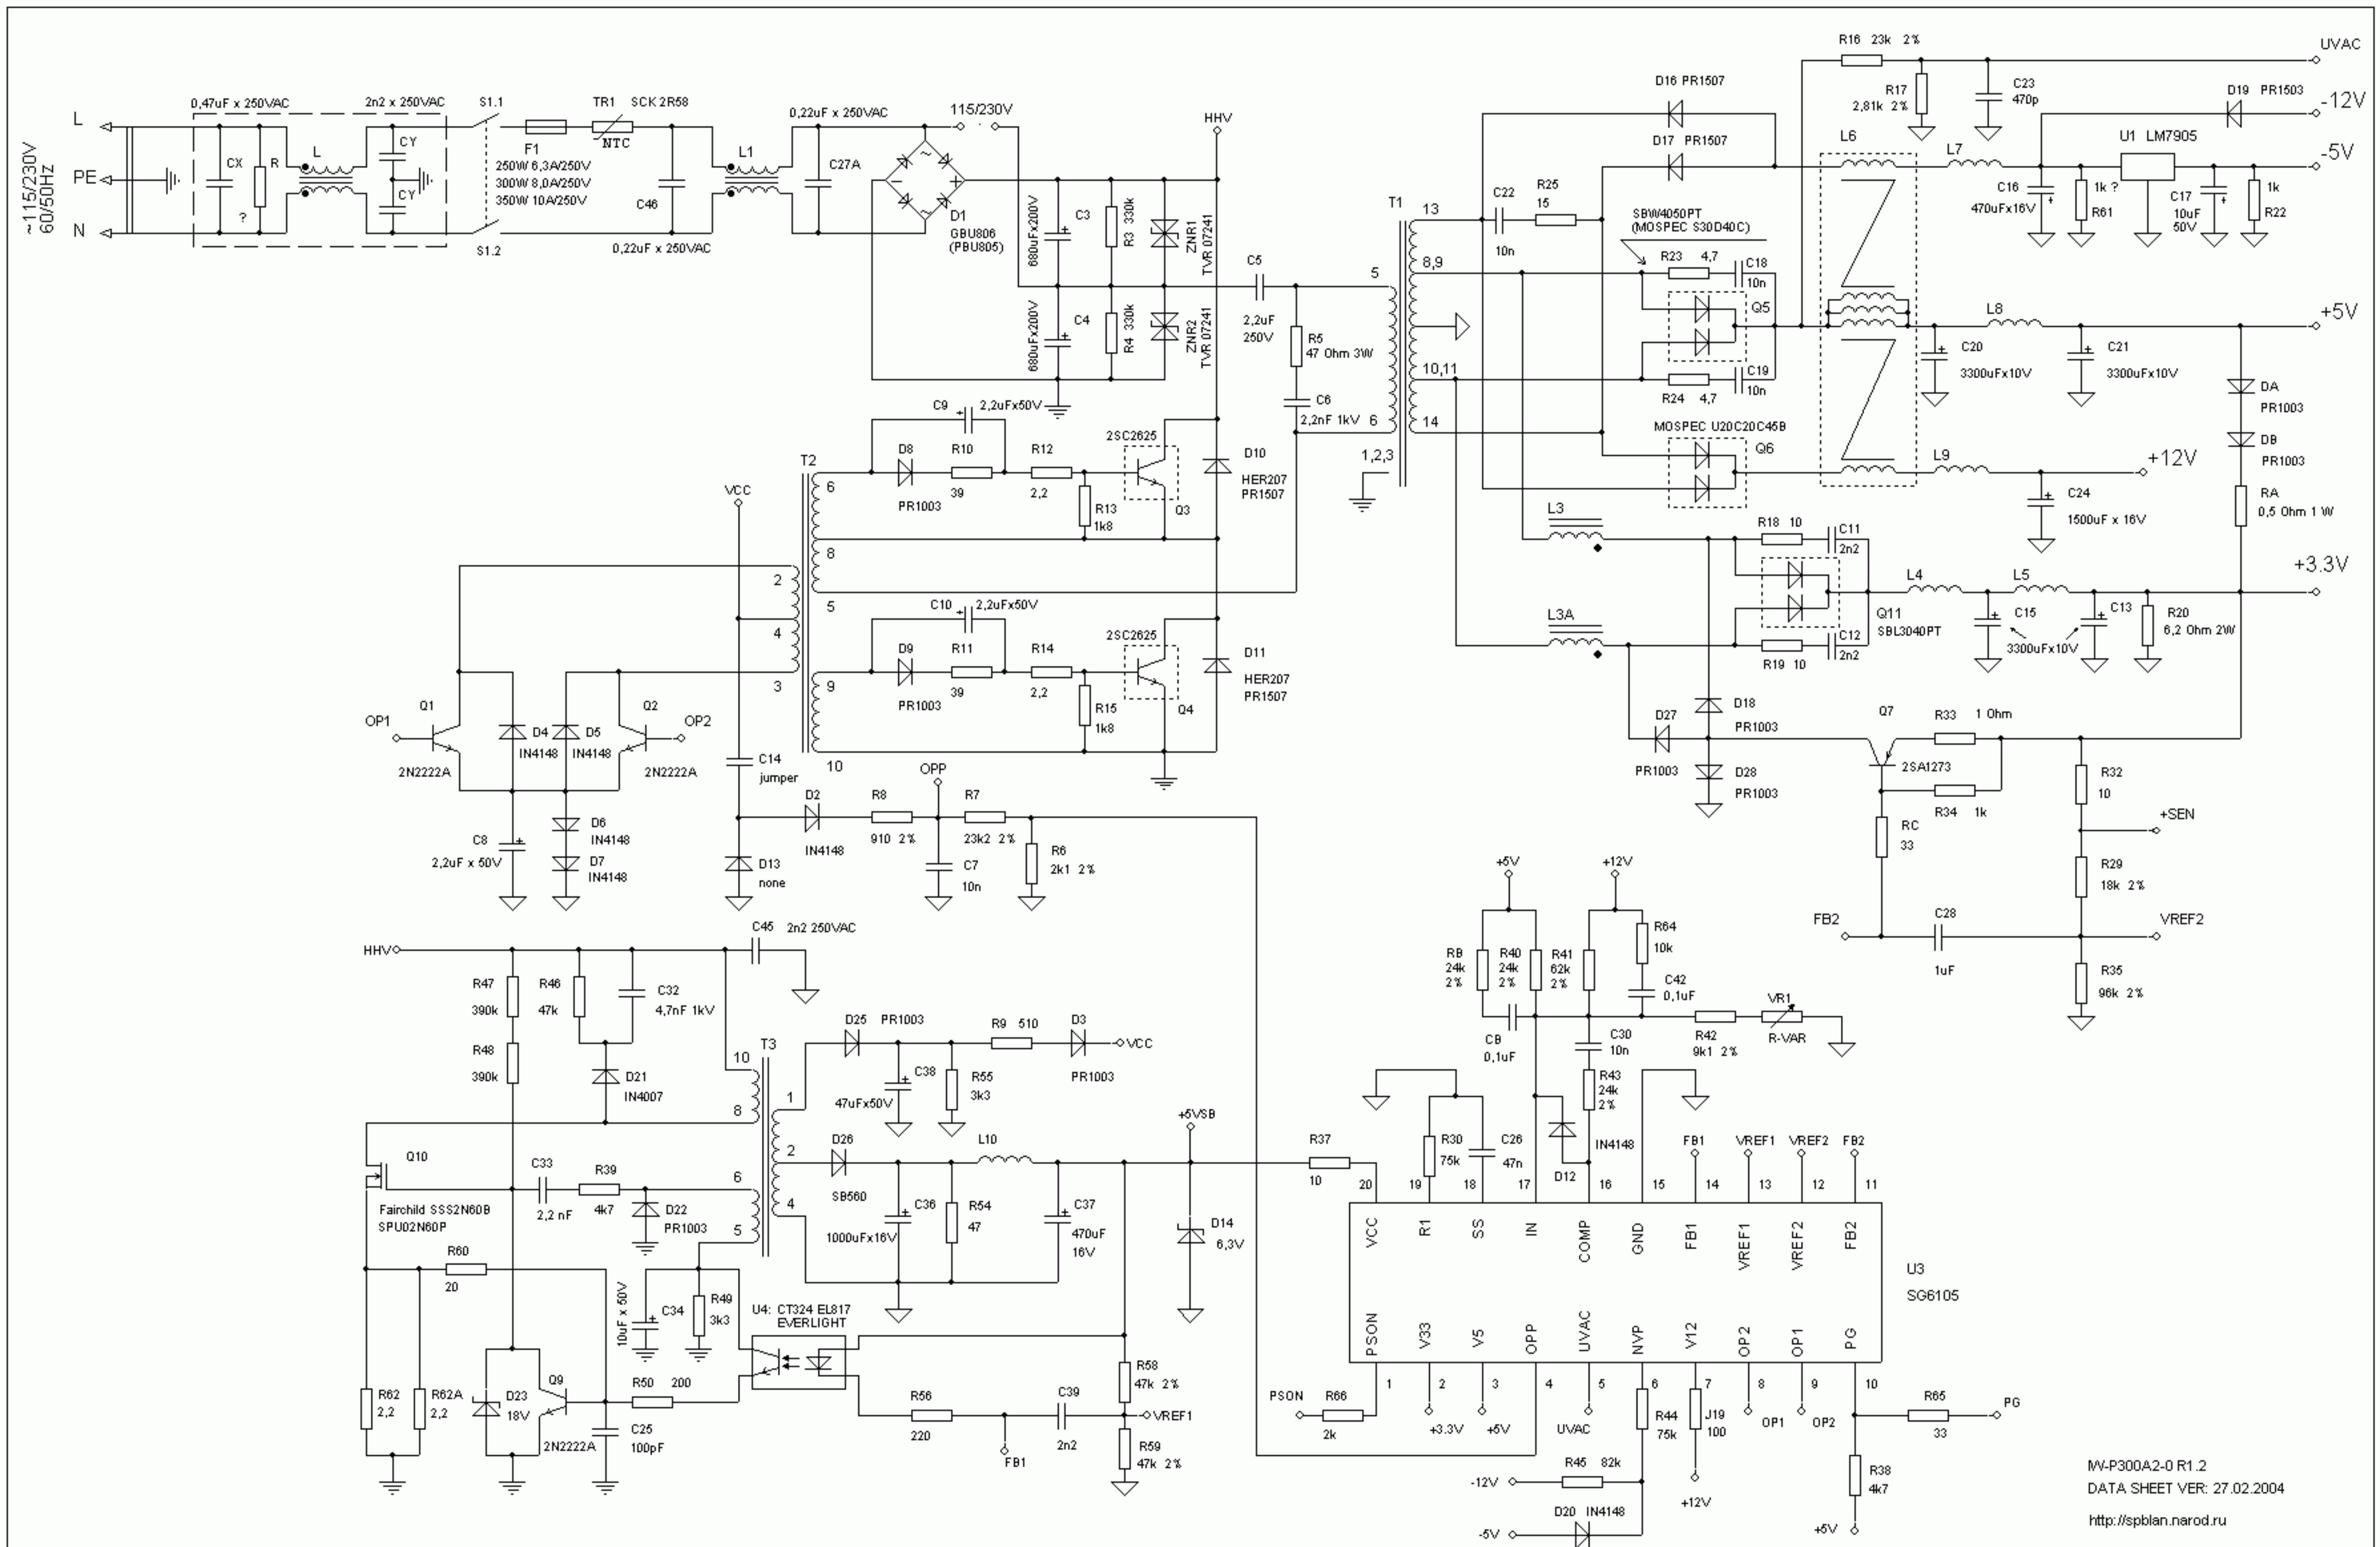 ~115/230V
60/50Hz
L
PE
N
0,47uF x 250VAC
CX
R
?
L
2n2 x 250VAC
CY
CY
S1.1
S1.2
F1
250W 6,3A/250V
300W 8,0A/250V
350W 10A/250V
TR1
SCK 2R58
NTC
C46
0,22uF x 250VAC
L1
0,22uF x 250VAC
C27A
115/230V
~
~
-
+
D1
GBU806
(PBU805)
HHV
680uFx200V
C3
R3 330k
ZNR1
TVR 07241
680uFx200V
C4
R4 330k
ZNR2
TVR 07241
C5
2,2uF
250V
R5
47 Ohm 3W
C6
2,2nF 1kV
T1
5
6
1,2,3
13
8,9
10,11
14
C22
10n
R25
15
D16 PR1507
D17 PR1507
SBW4050PT
(MOSPEC S30D40C)
R23 4,7
C18
10n
Q5
C19
10n
R24 4,7
MOSPEC U20C20C45B
Q6
R16 23k 2%
UVAC
R17
2,81k 2%
C23
470p
D19 PR1503
-12V
L6
L7
U1 LM7905
-5V
C16
470uFx16V
1k ?
R61
C17
10uF
50V
1k
R22
L8
+5V
C20
3300uFx10V
C21
3300uFx10V
DA
PR1003
DB
PR1003
RA
0,5 Ohm 1 W
L9
+12V
C24
1500uF x 16V
L3
L3A
R18 10
C11
2n2
Q11
SBL3040PT
C12
2n2
R19 10
L4
L5
+3.3V
C15
C13
3300uFx10V
R20
6,2 Ohm 2W
D27
PR1003
D18
PR1003
D28
PR1003
Q7
2SA1273
R33 1 Ohm
R34 1k
RC
33
R32
10
+SEN
R29
18k 2%
FB2
C28
1uF
VREF2
R35
96k 2%
T2
6
8
5
9
10
2
4
3
VCC
C9
2,2uFx50V
D8
PR1003
R10
39
R12
2,2
R13
1k8
2SC2625
Q3
D10
HER207
PR1507
C10
2,2uFx50V
D9
PR1003
R11
39
R14
2,2
R15
1k8
2SC2625
Q4
D11
HER207
PR1507
OP1
Q1
2N2222A
D4
IN4148
D5
IN4148
Q2
2N2222A
OP2
C8
2,2uF x 50V
D6
IN4148
D7
IN4148
C14
jumper
D13
none
D2
IN4148
R8
910 2%
OPP
C7
10n
R7
23k2 2%
R6
2k1 2%
HHV
C45 2n2 250VAC
R47
390k
R46
47k
C32
4,7nF 1kV
R48
390k
D21
IN4007
T3
10
8
6
5
1
2
4
D25 PR1003
R9 510
D3
PR1003
VCC
C38
47uFx50V
R55
3k3
D26
SB560
L10
+5VSB
C36
1000uFx16V
R54
47
C37
470uF
16V
D14
6,3V
Q10
Fairchild SSS2N60B
SPU02N60P
C33
2,2 nF
R39
4k7
D22
PR1003
R60
20
10uF x 50V
C34
R49
3k3
U4: CT324 EL817
EVERLIGHT
R62
2,2
R62A
2,2
D23
18V
Q9
2N2222A
R50 200
C25
100pF
R56
220
FB1
C39
2n2
R58
47k 2%
VREF1
R59
47k 2%
+5V
+12V
RB
24k
2%
R40
24k
2%
R41
62k
2%
R64
10k
C42
0,1uF
CB
0,1uF
C30
10n
R42
9k1 2%
VR1
R-VAR
R43
24k
2%
R30
75k
C26
47n
D12
IN4148
FB1
VREF1
VREF2
FB2
R37
10
20
19
18
17
16
15
14
13
12
11
VCC
R1
SS
IN
COMP
GND
FB1
VREF1
VREF2
FB2
U3
SG6105
PSON
V33
V5
OPP
UVAC
NVP
V12
OP2
OP1
PG
1
2
3
4
5
6
7
8
9
10
PSON
R66
2k
+3.3V
+5V
UVAC
R44
75k
J19
100
OP1
OP2
R65
33
PG
-12V
R45 82k
+12V
-5V
D20 IN4148
R38
4k7
+5V
IW-P300A2-0 R1.2
DATA SHEET VER: 27.02.2004
http://spblan.narod.ru